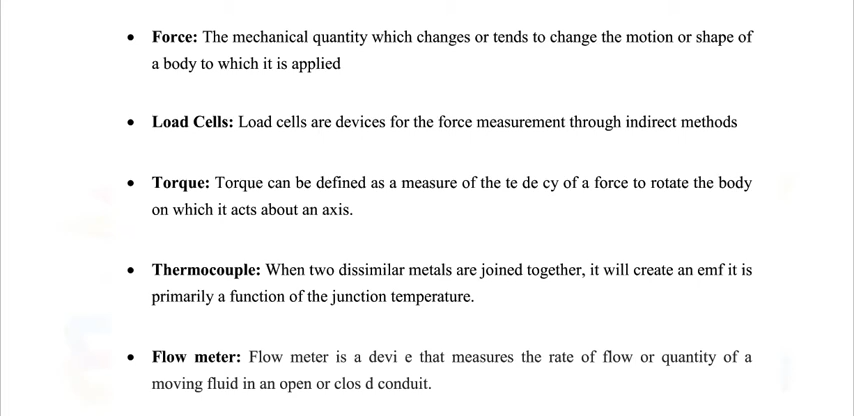 • Force: The mechanical quantity which changes or tends to change the motion or shape of
a body to which it is applied
• Load Cells: Load cells are devices for the force measurement through indirect methods
• Torque: Torque can be defined as a measure of the te de cy of a force to rotate the body
on which it acts about an axis.
• Thermocouple: When two dissimilar metals are joined together, it will create an emf it is
primarily a function of the junction temperature.
• Flow meter: Flow meter is a devi e that measures the rate of flow or quantity of a
moving fluid in an open or clos d conduit.